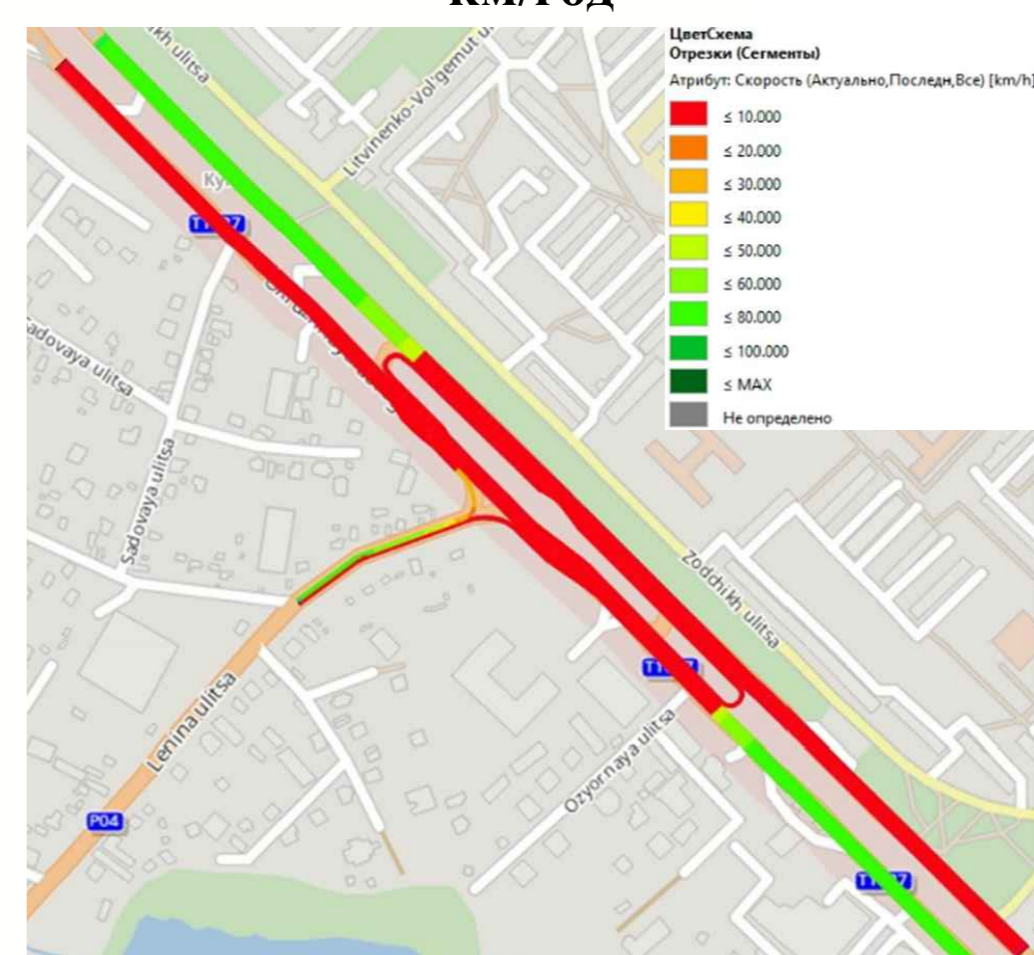 КМ/ГОД
ЦветСхема
Отрезки (Сегменты)
Атрибут: Скорость (Актуально,Последн,Все) [km/h]
≤ 10.000
≤ 20.000
≤ 30.000
≤ 40.000
≤ 50.000
≤ 60.000
≤ 80.000
≤ 100.000
≤ MAX
Не определено
ulitsa
Litvinenko-Vol'gemut
Sadovaya ulitsa
Sadovaya ulitsa
Zodchikh ulitsa
Lenina ulitsa
Ozyornaya ulitsa
P04